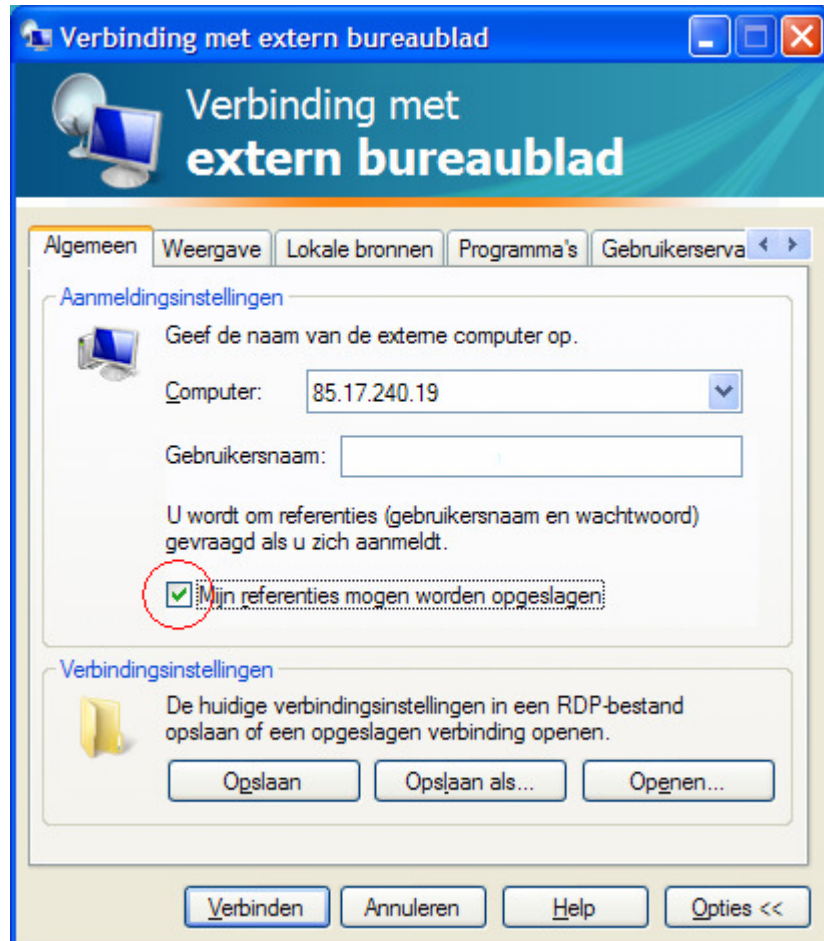 Verbinding met extern bureaublad
Verbinding met
extern bureaublad
Algemeen Weergave Lokale bronnen Programma's Gebruikerserva
Aanmeldingsinstellingen
Geef de naam van de externe computer op.
Computer: 85.17.240.19
Gebruikersnaam:
U wordt om referenties (gebruikersnaam en wachtwoord)
gevraagd als u zich aanmeldt.
Mijn referenties mogen worden opgeslagen
Verbindingsinstellingen
De huidige verbindingsinstellingen in een RDP-bestand
opslaan of een opgeslagen verbinding openen.
Opslaan Opslaan als... Openen...
Verbinden Annuleren Help Opties <<